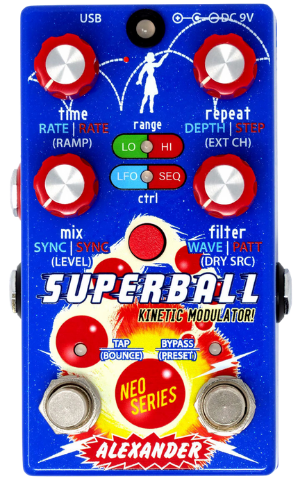 USB DC 9V
time repeat
RATE | RATE DEPTH | STEP
(RAMP) (EXT CH)
range
LO HI
LFO SEQ
ctrl
mix filter
SYNC | SYNC WAVE | PATT
(LEVEL) (DRY SRC)
SUPERBALL
KINETIC MODULATOR!
TAP BYPASS
(BOUNCE) (PRESET)
NEO
SERIES
ALEXANDER